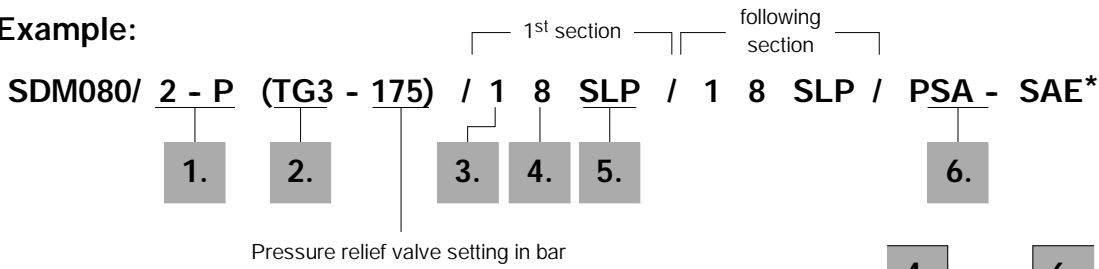 Example:
1st section
following
section
SDM080/ 2 - P (TG3 - 175) / 1 8 SLP / 1 8 SLP / PSA - SAE*
1. 2. 3. 4. 5. 6.
Pressure relief valve setting in bar